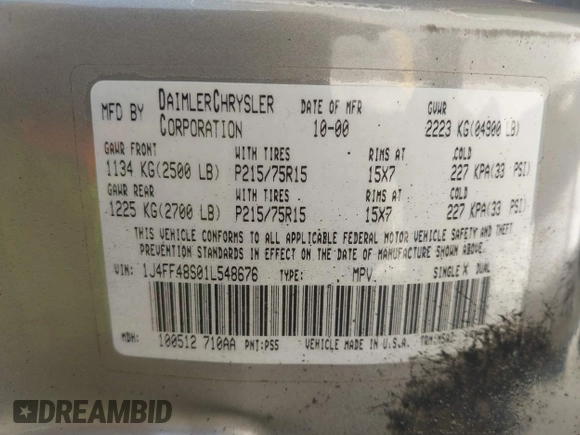 MFD BY DAIMLERCHRYSLER CORPORATION DATE OF MFR 10-00 GVWR 2223 KG(04900 LB)
GAWR FRONT WITH TIRES RIMS AT COLD
1134 KG(2500 LB) P215/75R15 15X7 227 KPA(33 PSI)
GAWR REAR WITH TIRES RIMS AT COLD
1225 KG(2700 LB) P215/75R15 15X7 227 KPA(33 PSI)
THIS VEHICLE CONFORMS TO ALL APPLICABLE FEDERAL MOTOR VEHICLE SAFETY AND THEFT
PREVENTION STANDARDS IN EFFECT ON THE DATE OF MANUFACTURE SHOWN ABOVE.
VIN: 1J4FF48S01L548676 TYPE: MPV SINGLE X DUAL
MDH: 100512 710AA PNT:PS5 VEHICLE MADE IN U.S.A.
DREAMBID